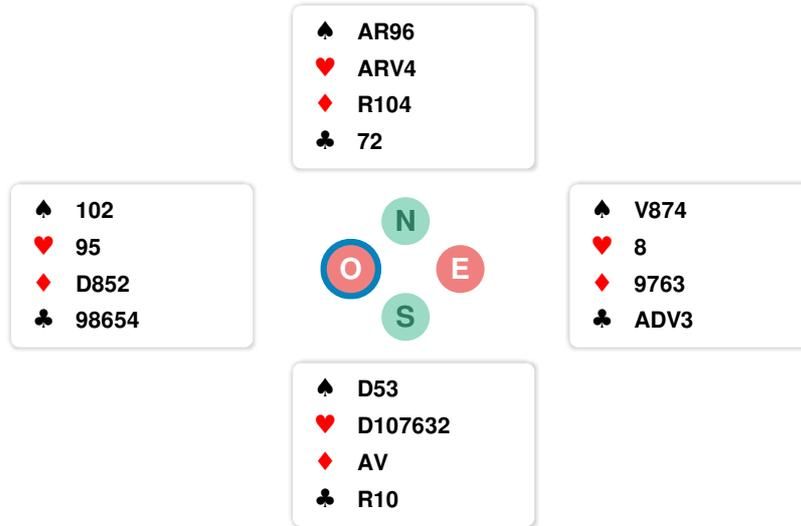 ♠ AR96
♥ ARV4
♦ R104
♣ 72
♠ 102
♥ 95
♦ D852
♣ 98654
N
O
E
S
♠ V874
♥ 8
♦ 9763
♣ ADV3
♠ D53
♥ D107632
♦ AV
♣ R10